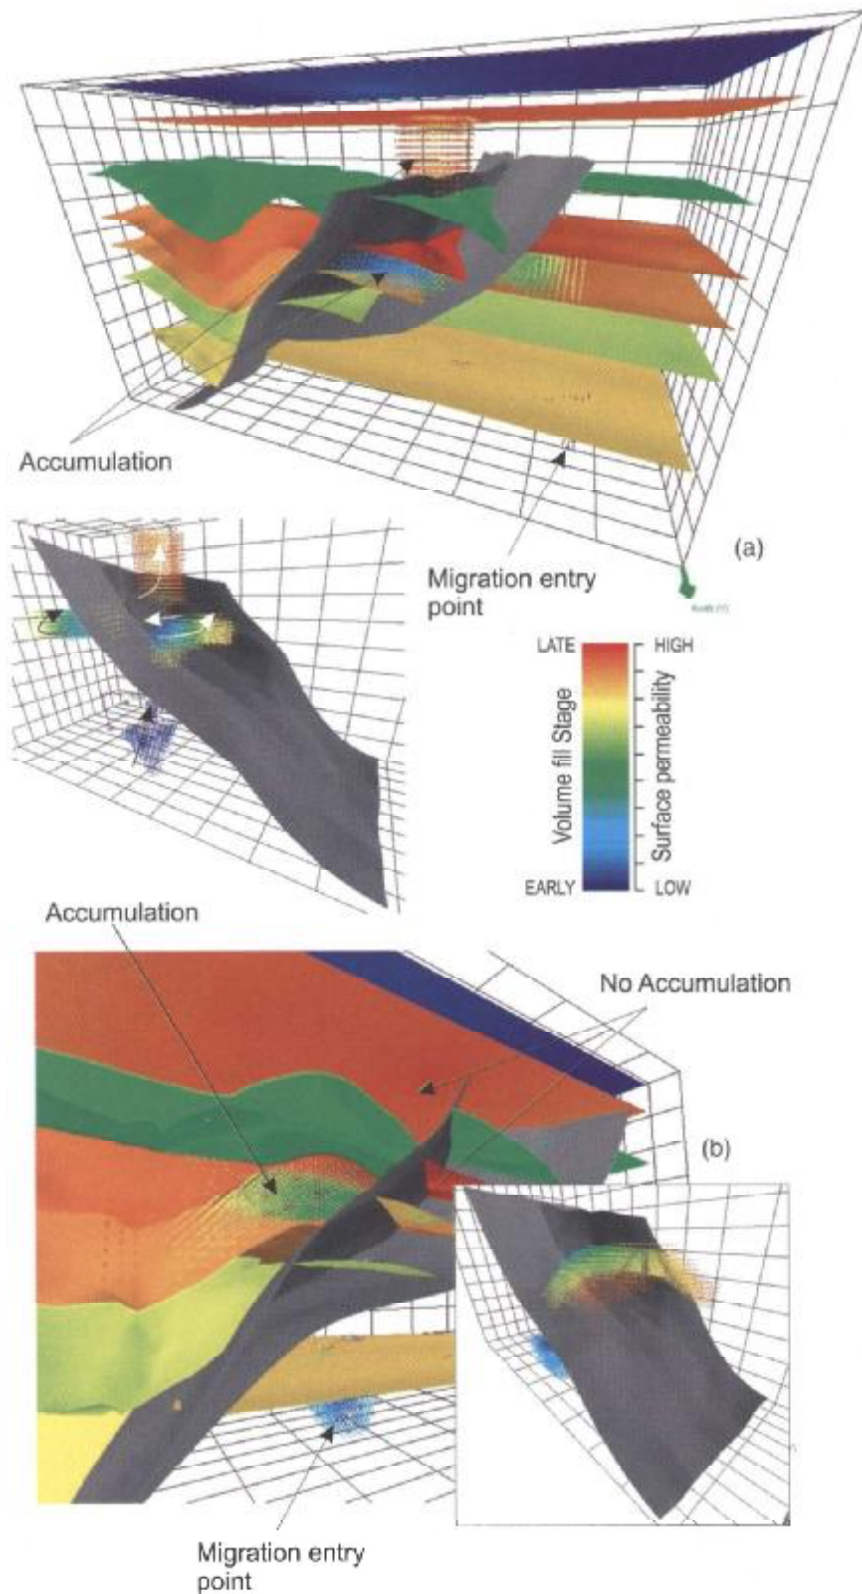 Accumulation
(a)
Migration entry
point
LATE
HIGH
Volume fill Stage
Surface permeability
EARLY
LOW
Accumulation
No Accumulation
(b)
Migration entry
point